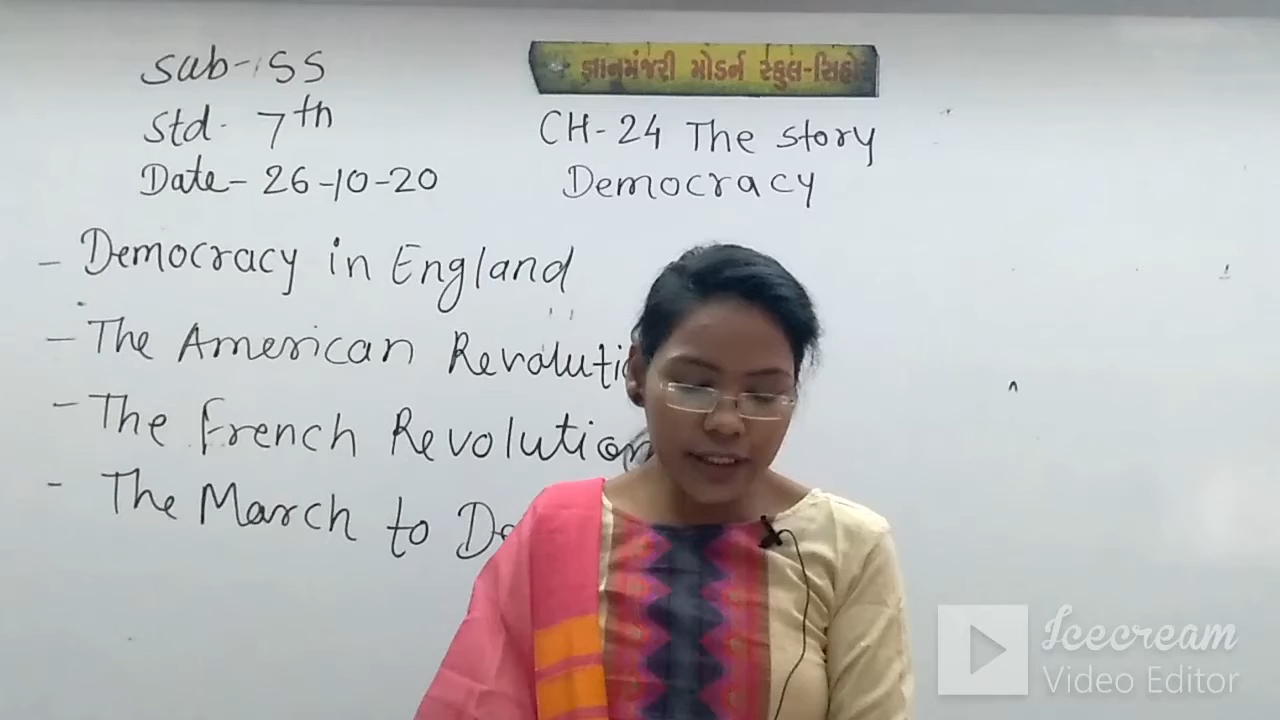 Sub- SS
Std- 7th
Date- 26-10-20
જ્ઞાનમંજરી મોડર્ન સ્કુલ-સિહોર
CH-24 The story
Democracy
- Democracy in England
- The American Revoluti
- The French Revolution
- The March to De
Icecream
Video Editor